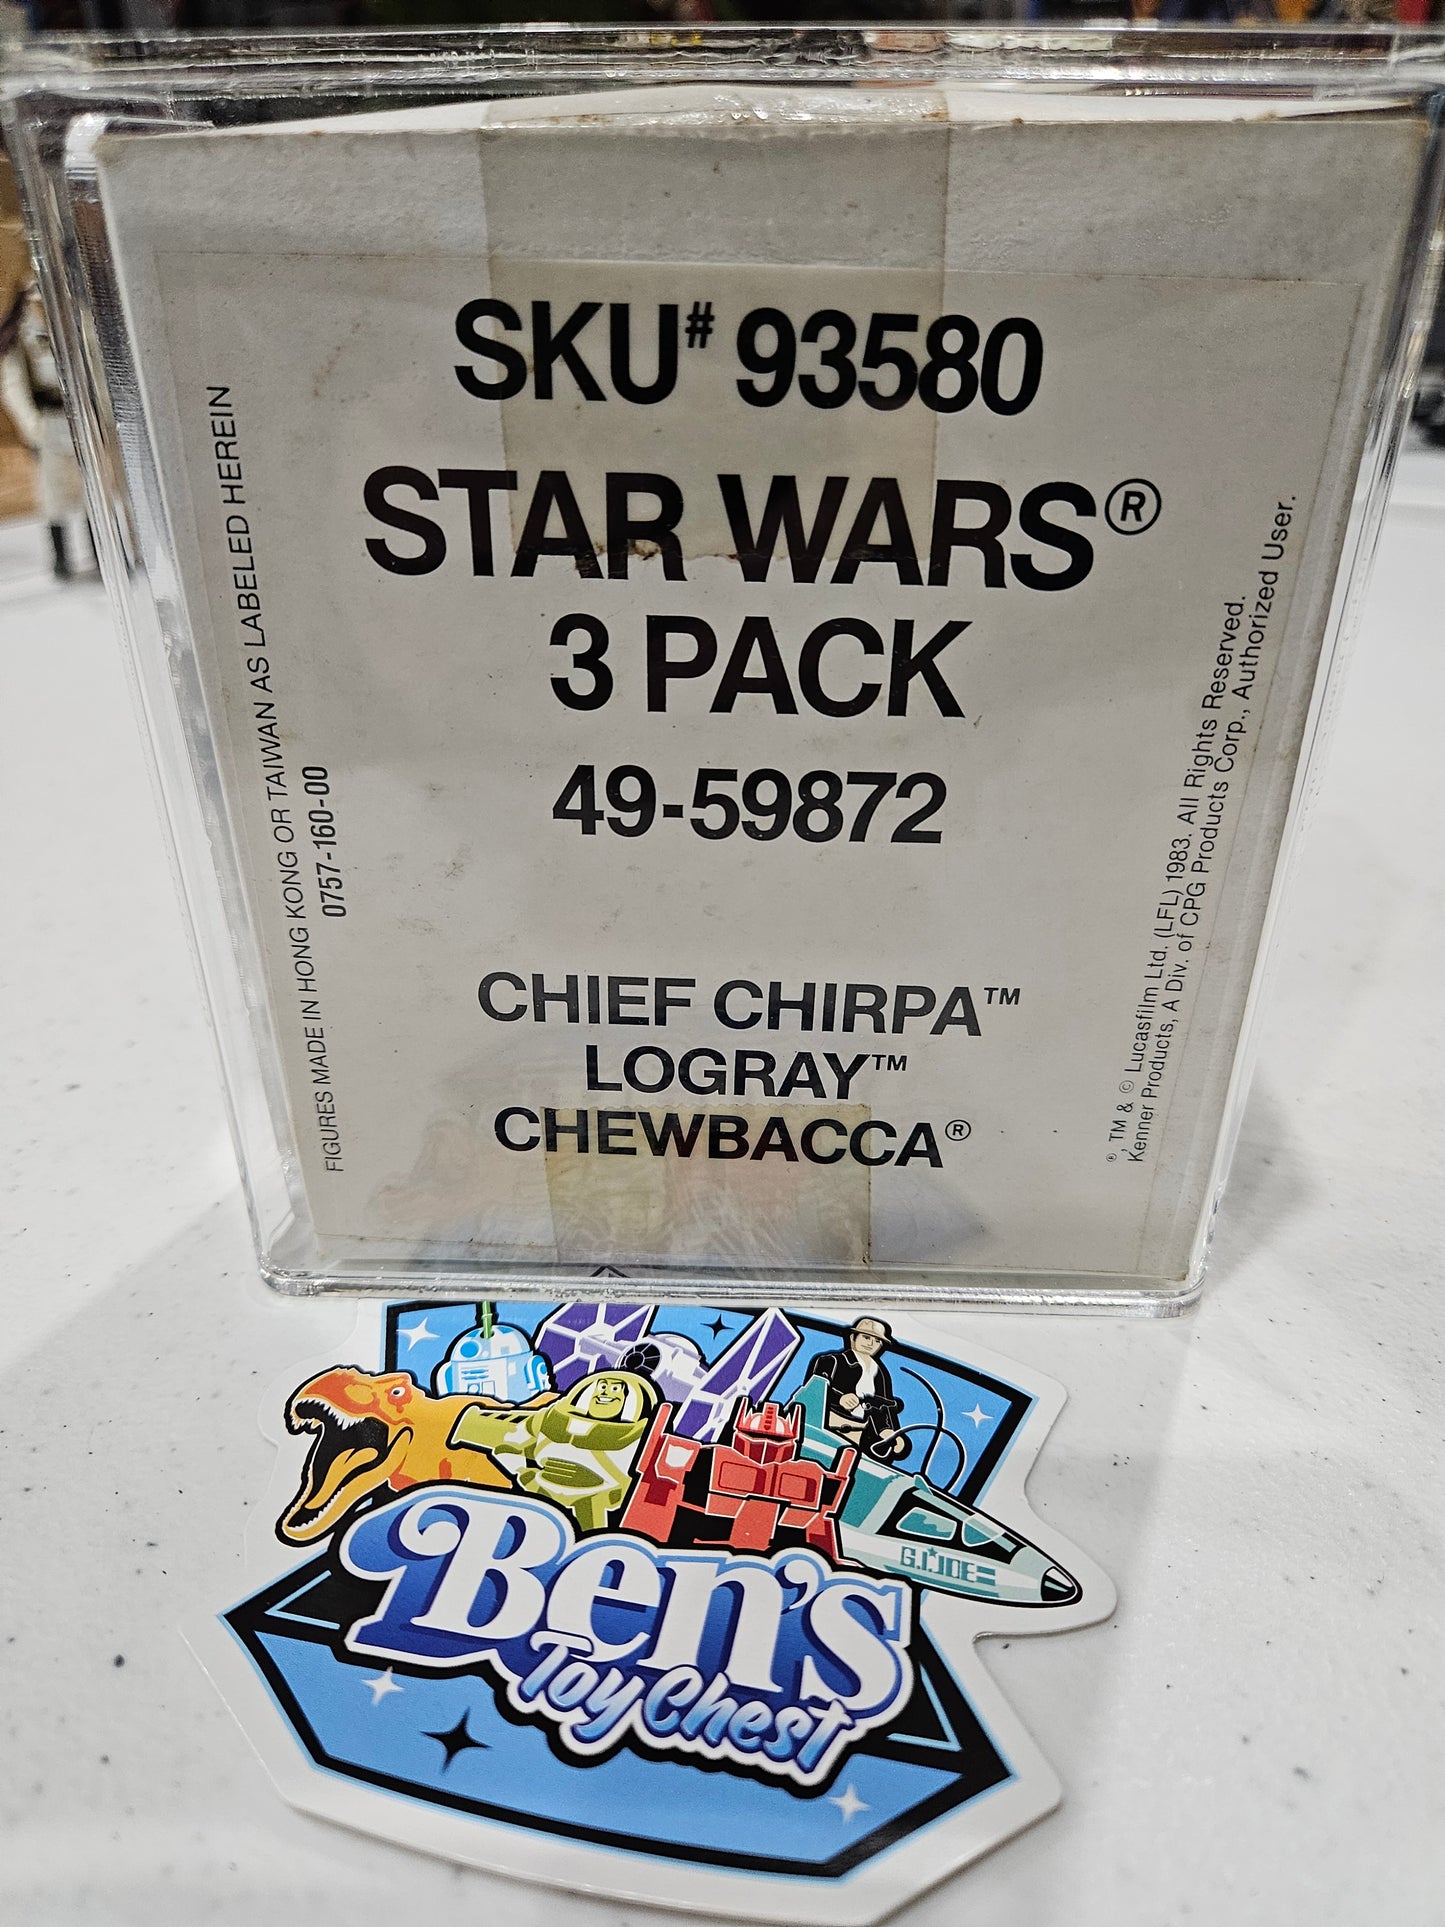 SKU# 93580
STAR WARS®
3 PACK
49-59872
CHIEF CHIRPA™
LOGRAY™
CHEWBACCA®
FIGURES MADE IN HONG KONG OR TAIWAN AS LABELED HEREIN
0757-160-00
®, TM & © Lucasfilm Ltd. (LFL) 1983. All Rights Reserved.
Kenner Products, A Div. of CPG Products Corp., Authorized User.
G.I. JOE
Ben's
Toy Chest